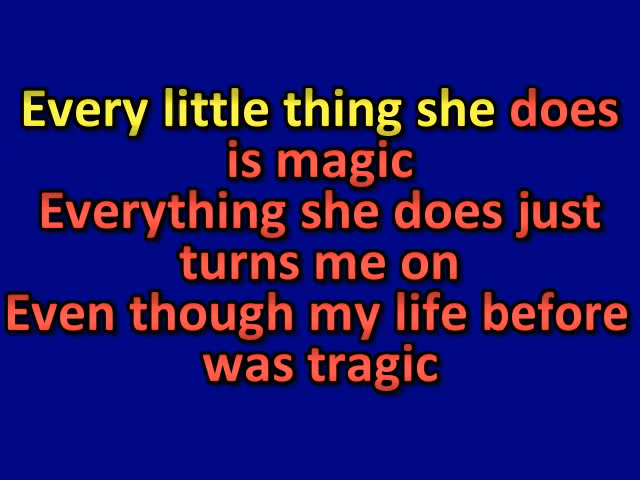 Every little thing she does
is magic
Everything she does just
turns me on
Even though my life before
was tragic